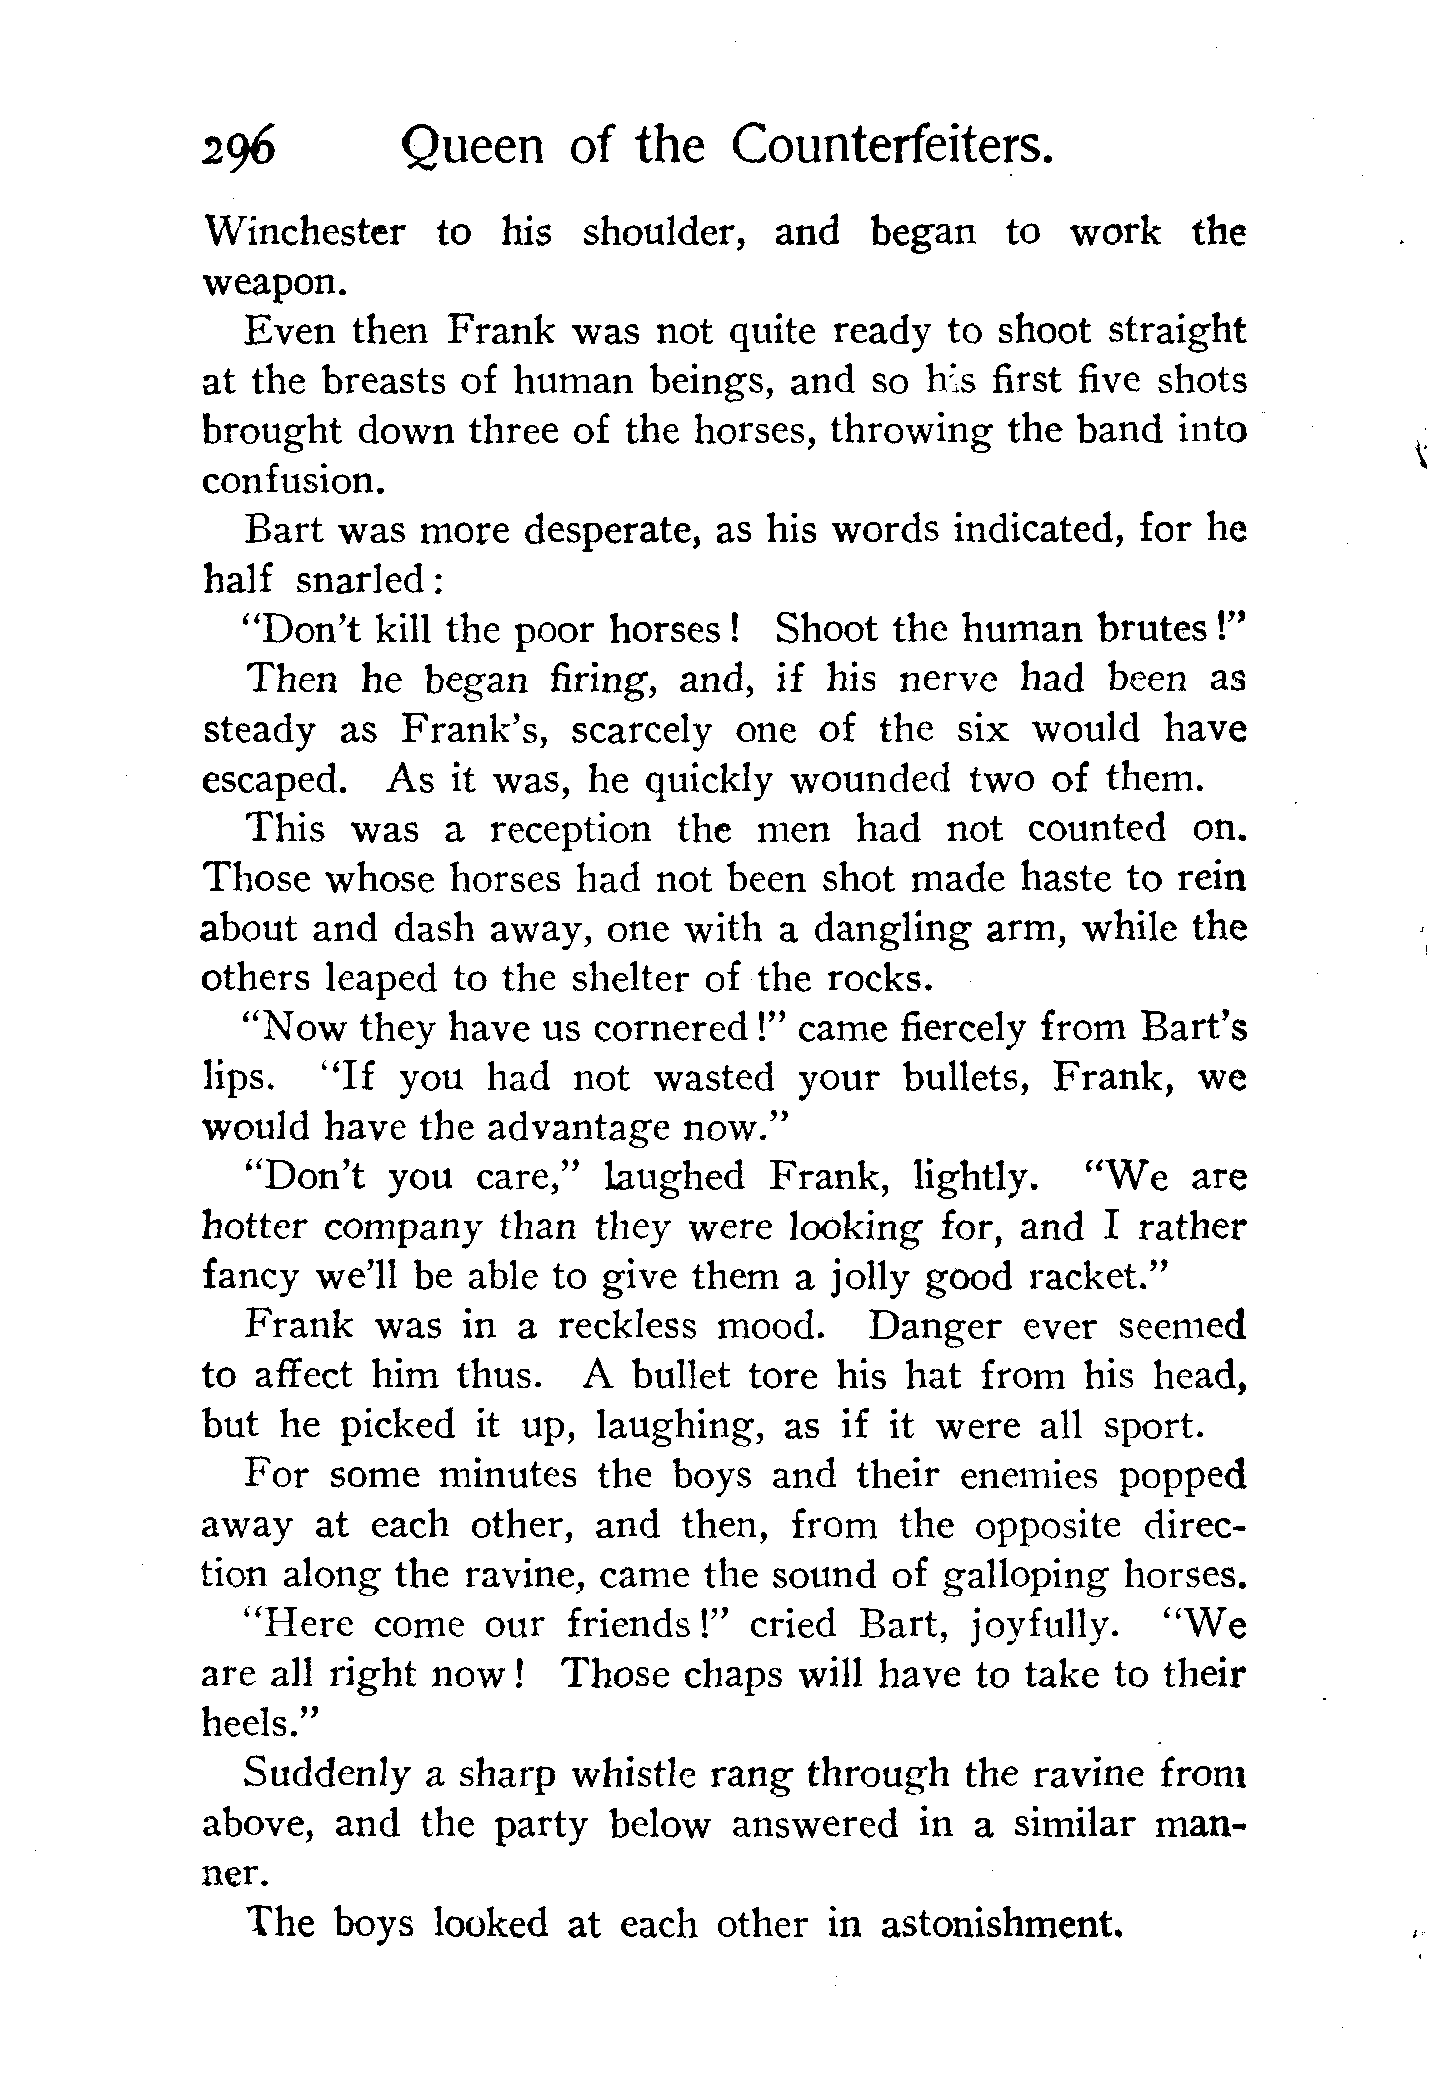 296 Queen of the Counterfeiters.
Winchester to his shoulder, and began to work the
weapon.
Even then Frank was not quite ready to shoot straight
at the breasts of human beings, and so his first five shots
brought down three of the horses, throwing the band into
confusion.
Bart was more desperate, as his words indicated, for he
half snarled:
"Don't kill the poor horses! Shoot the human brutes!"
Then he began firing, and, if his nerve had been as
steady as Frank's, scarcely one of the six would have
escaped. As it was, he quickly wounded two of them.
This was a reception the men had not counted on.
Those whose horses had not been shot made haste to rein
about and dash away, one with a dangling arm, while the
others leaped to the shelter of the rocks.
"Now they have us cornered!" came fiercely from Bart's
lips. "If you had not wasted your bullets, Frank, we
would have the advantage now."
"Don't you care," laughed Frank, lightly. "We are
hotter company than they were looking for, and I rather
fancy we'll be able to give them a jolly good racket."
Frank was in a reckless mood. Danger ever seemed
to affect him thus. A bullet tore his hat from his head,
but he picked it up, laughing, as if it were all sport.
For some minutes the boys and their enemies popped
away at each other, and then, from the opposite direc-
tion along the ravine, came the sound of galloping horses.
"Here come our friends!" cried Bart, joyfully. "We
are all right now! Those chaps will have to take to their
heels."
Suddenly a sharp whistle rang through the ravine from
above, and the party below answered in a similar man-
ner.
The boys looked at each other in astonishment.